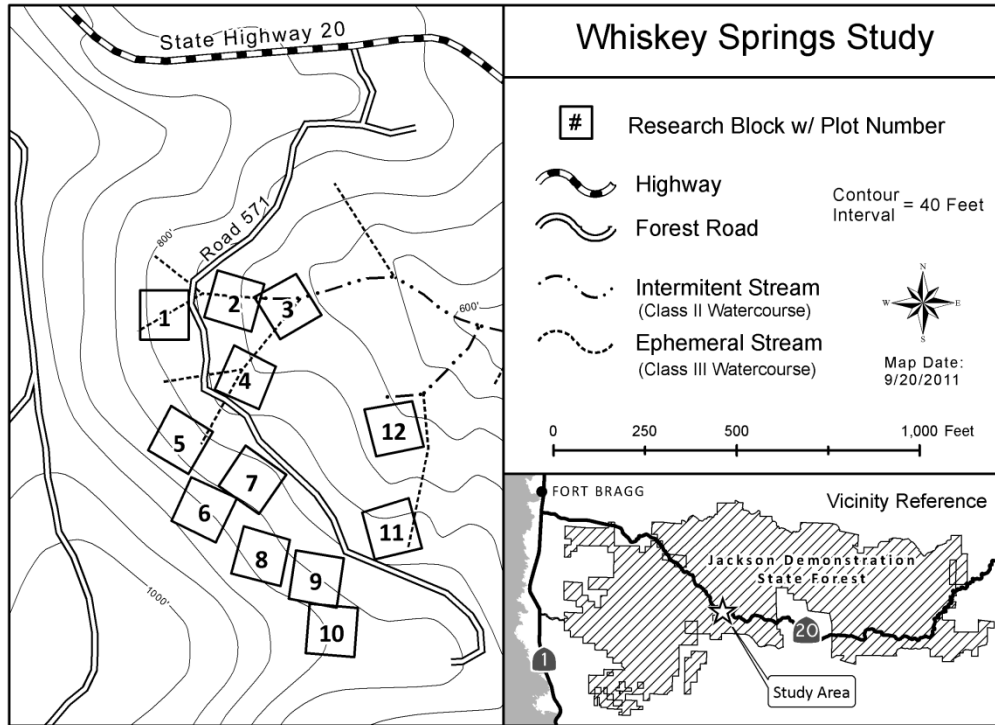 State Highway 20
Road 571
800'
600'
1000'
1
2
3
4
5
6
7
8
9
10
11
12
Whiskey Springs Study
# Research Block w/ Plot Number
Highway
Forest Road
Contour
Interval = 40 Feet
Intermitent Stream
(Class II Watercourse)
Ephemeral Stream
(Class III Watercourse)
N
W E
S
Map Date:
9/20/2011
0 250 500 1,000 Feet
Vicinity Reference
FORT BRAGG
Jackson Demonstration
State Forest
20
1
Study Area